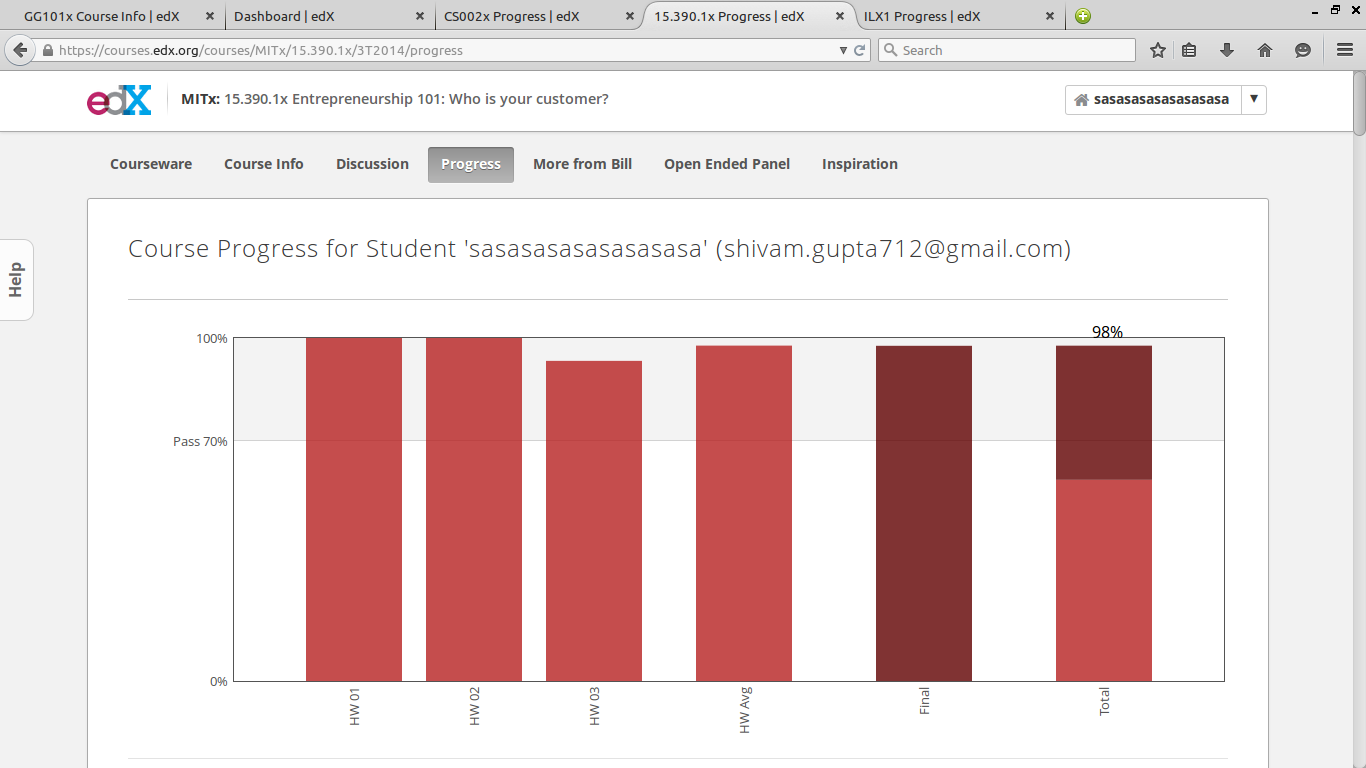 GG101x Course Info | edX
Dashboard | edX
CS002x Progress | edX
15.390.1x Progress | edX
ILX1 Progress | edX
https://courses.edx.org/courses/MITx/15.390.1x/3T2014/progress
Search
edX
MITx: 15.390.1x Entrepreneurship 101: Who is your customer?
sasasasasasasasasa
Courseware
Course Info
Discussion
Progress
More from Bill
Open Ended Panel
Inspiration
Help
Course Progress for Student 'sasasasasasasasasa' (shivam.gupta712@gmail.com)
98%
100%
Pass 70%
0%
HW 01
HW 02
HW 03
HW Avg
Final
Total